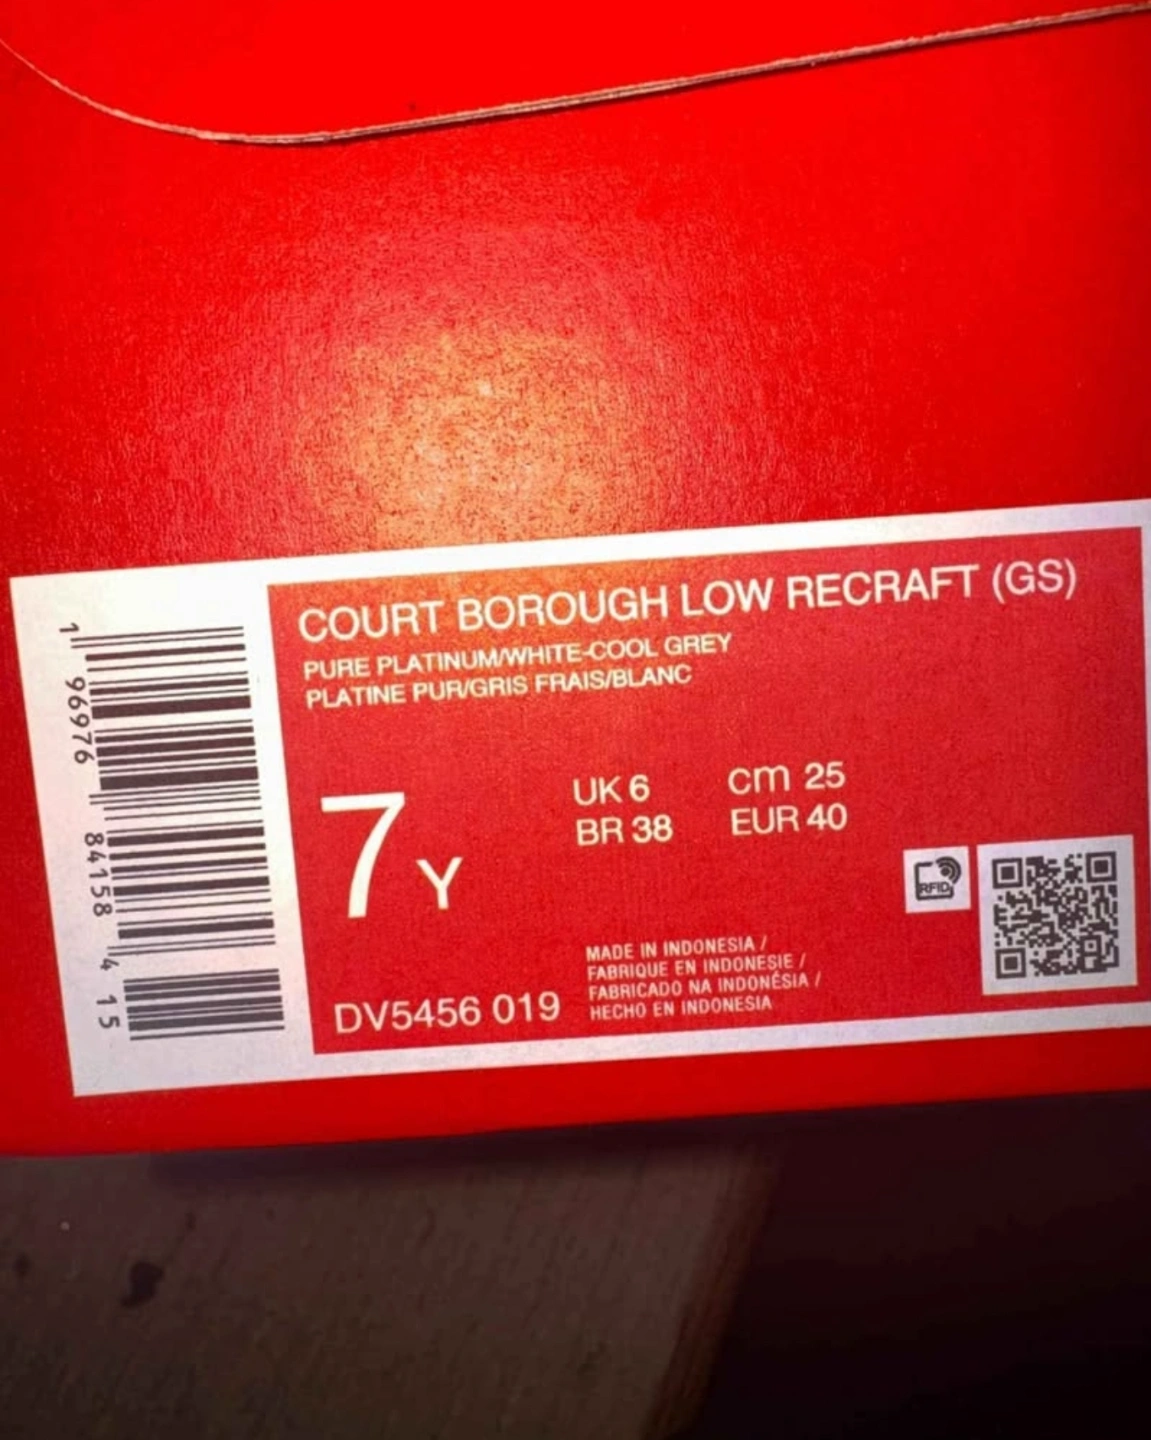 COURT BOROUGH LOW RECRAFT (GS)
PURE PLATINUM/WHITE-COOL GREY
PLATINE PUR/GRIS FRAIS/BLANC
7 Y
UK 6 cm 25
BR 38 EUR 40
RFID
MADE IN INDONESIA /
FABRIQUE EN INDONESIE /
FABRICADO NA INDONÉSIA /
HECHO EN INDONESIA
DV5456 019
1 96976 84158 4 15